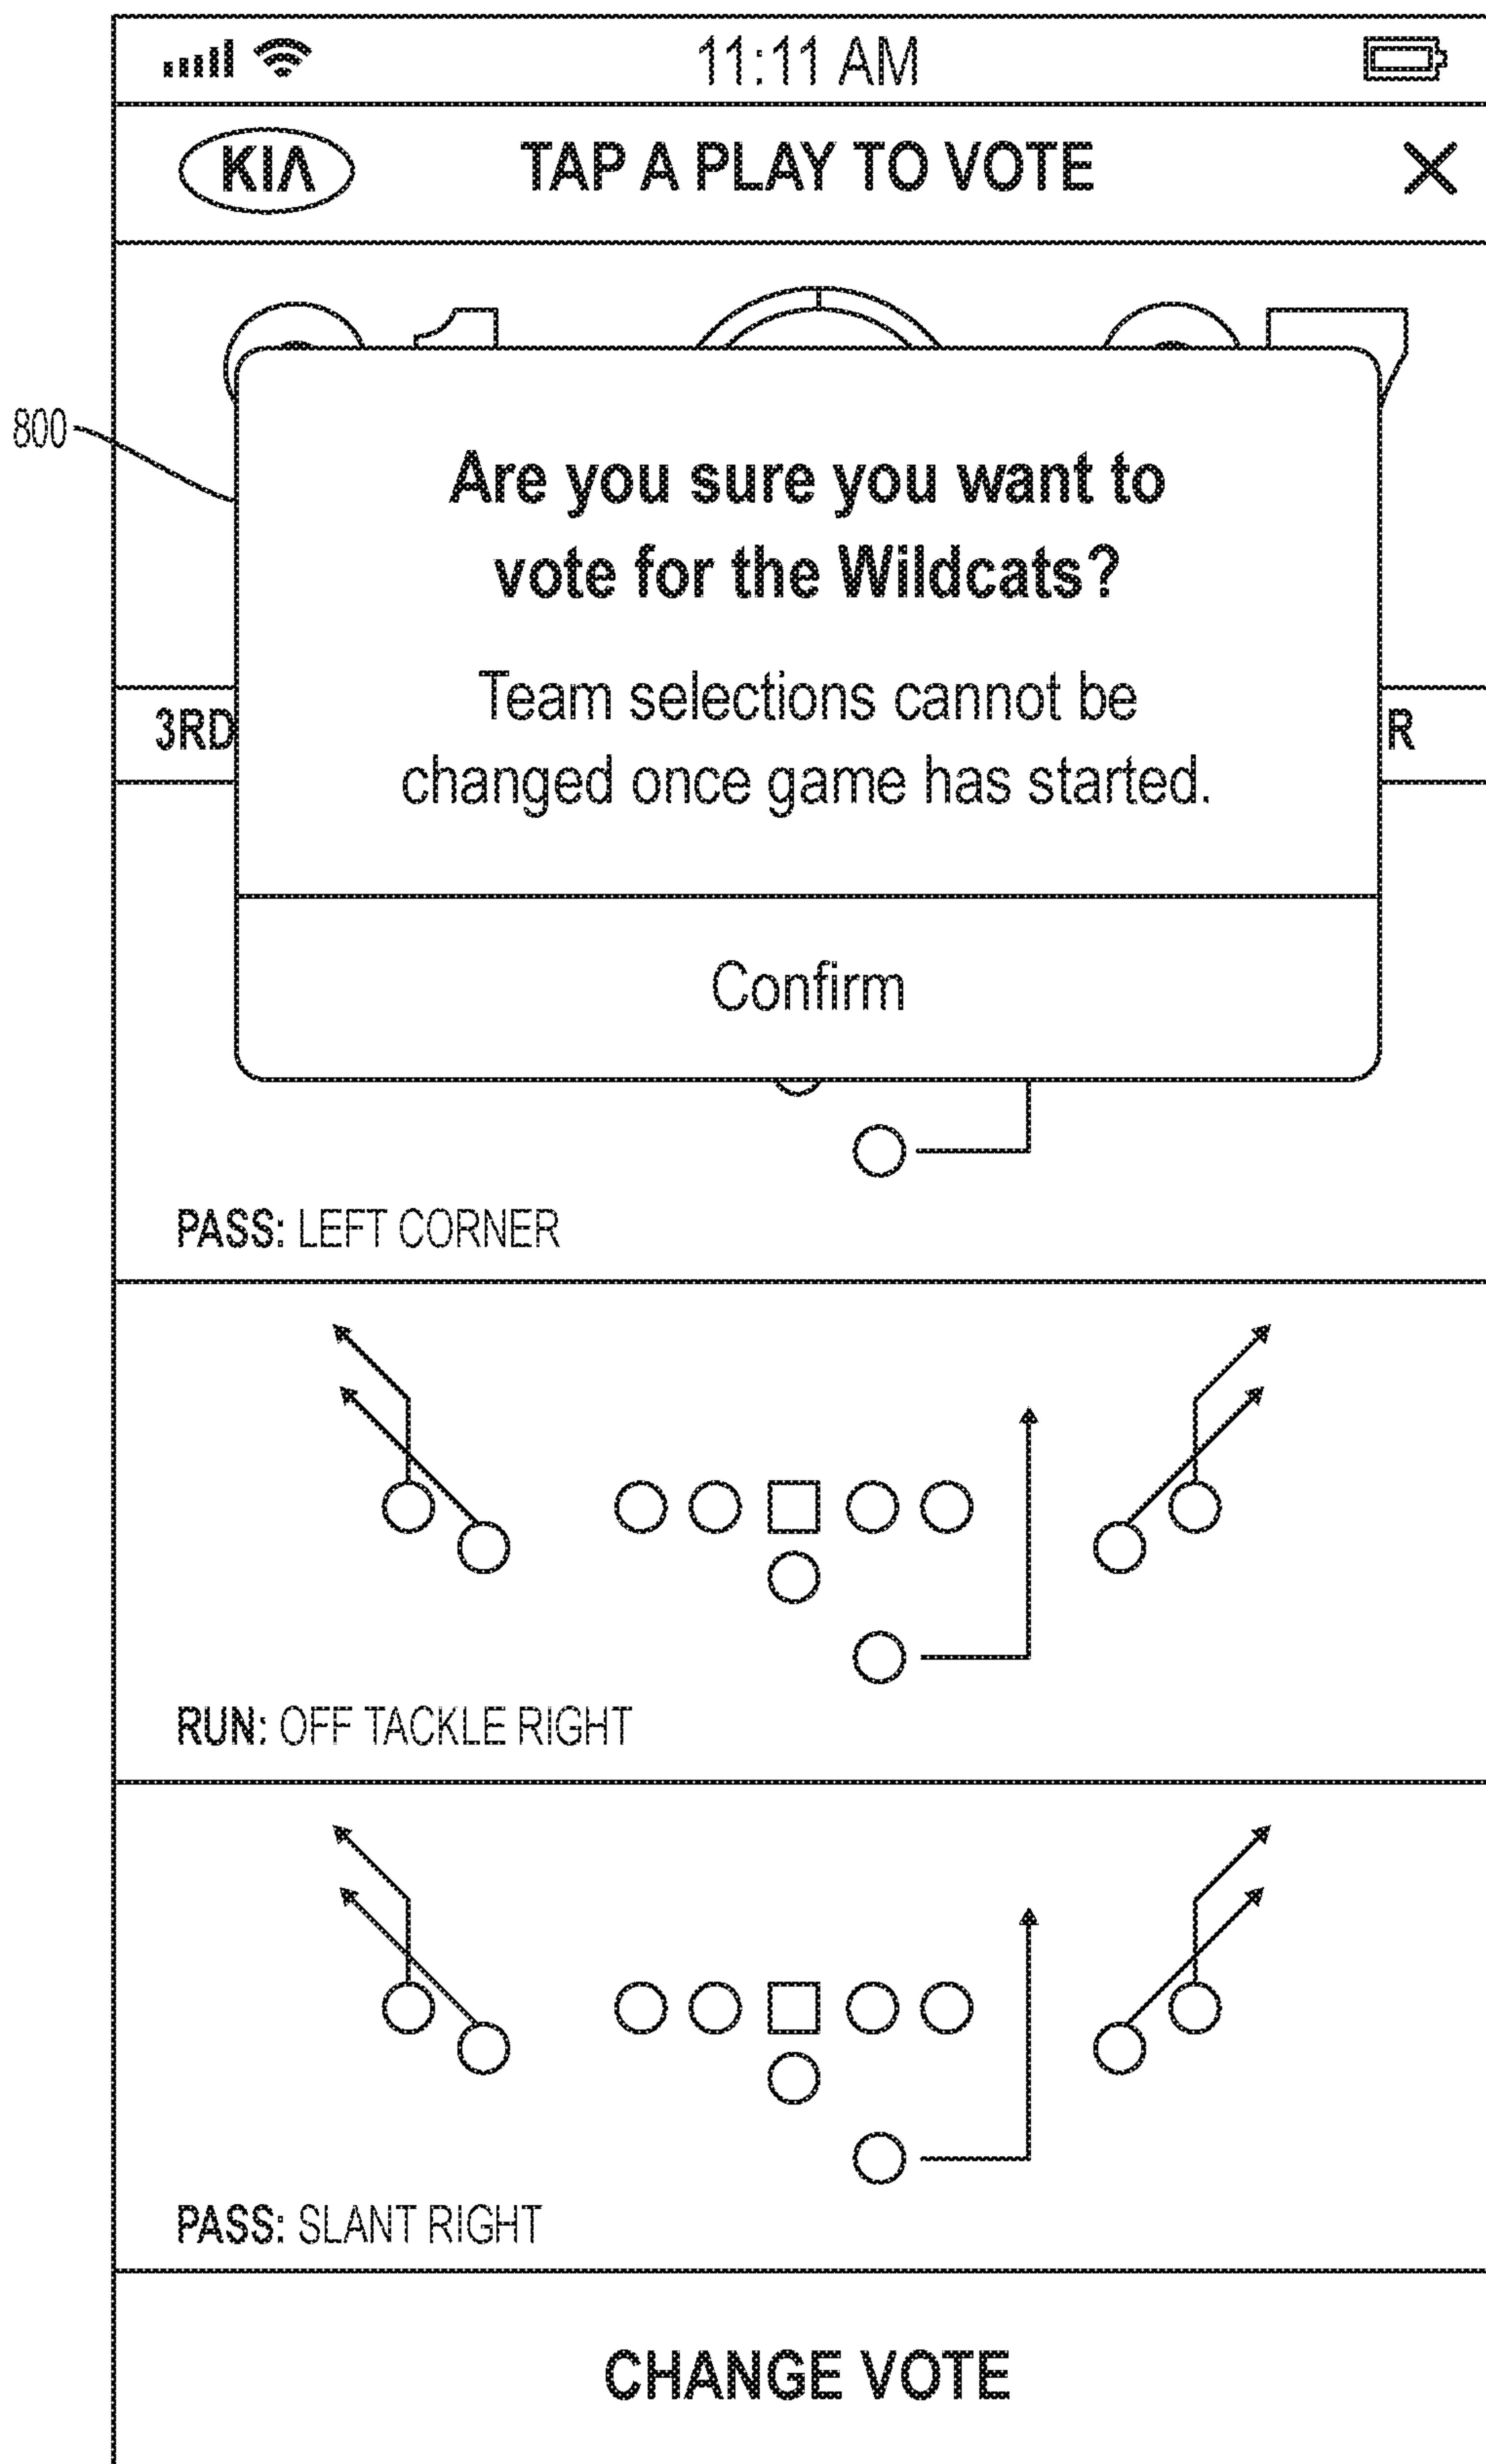 11:11 AM
KIA TAP A PLAY TO VOTE
800
Are you sure you want to
vote for the Wildcats?
Team selections cannot be
changed once game has started.
3RD R
Confirm
PASS: LEFT CORNER
RUN: OFF TACKLE RIGHT
PASS: SLANT RIGHT
CHANGE VOTE